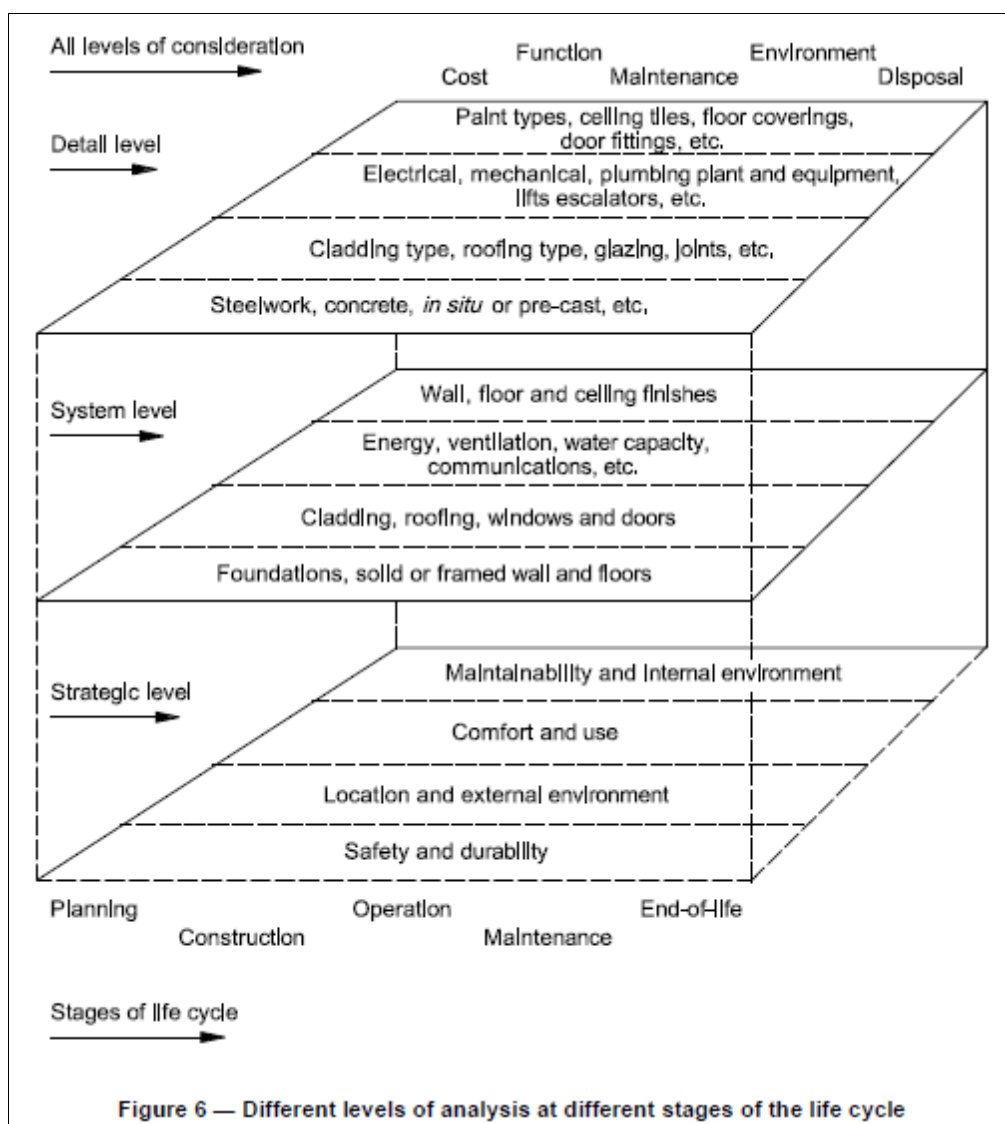 All levels of consideration
Function Environment
Cost Maintenance Disposal
Detail level
Paint types, ceiling tiles, floor coverings,
door fittings, etc.
Electrical, mechanical, plumbing plant and equipment,
lifts escalators, etc.
Cladding type, roofing type, glazing, joints, etc.
Steelwork, concrete, in situ or pre-cast, etc.
System level
Wall, floor and ceiling finishes
Energy, ventilation, water capacity,
communications, etc.
Cladding, roofing, windows and doors
Foundations, solid or framed wall and floors
Strategic level
Maintainability and internal environment
Comfort and use
Location and external environment
Safety and durability
Planning Operation End-of-life
Construction Maintenance
Stages of life cycle
Figure 6 — Different levels of analysis at different stages of the life cycle